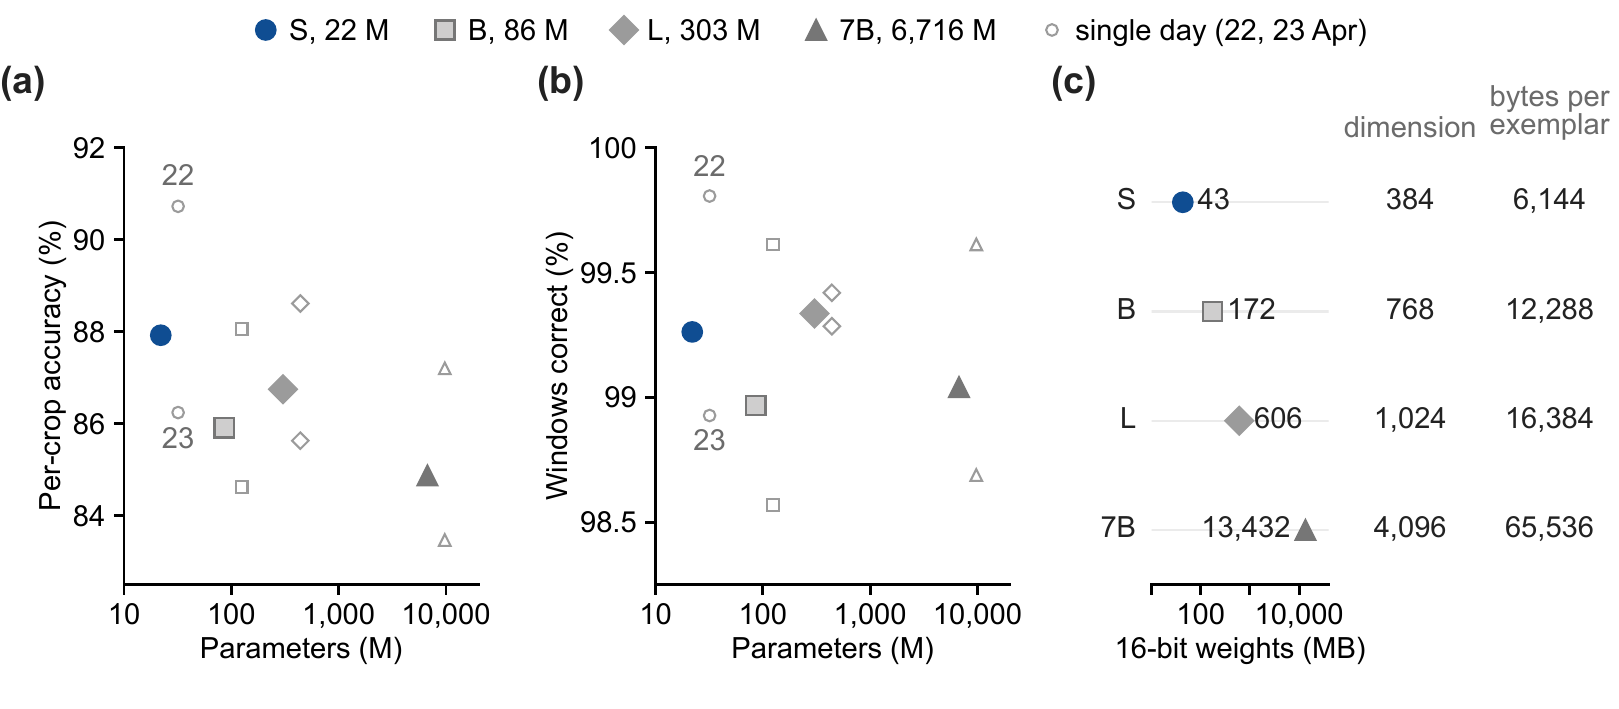 S, 22 M B, 86 M L, 303 M 7B, 6,716 M single day (22, 23 Apr)
(a)
92
90
88
86
84
22
23
Per-crop accuracy (%)
10 100 1,000 10,000
Parameters (M)
(b)
100
99.5
99
98.5
22
23
Windows correct (%)
10 100 1,000 10,000
Parameters (M)
(c)
dimension bytes per
exemplar
S 43 384 6,144
B 172 768 12,288
L 606 1,024 16,384
7B 13,432 4,096 65,536
100 10,000
16-bit weights (MB)